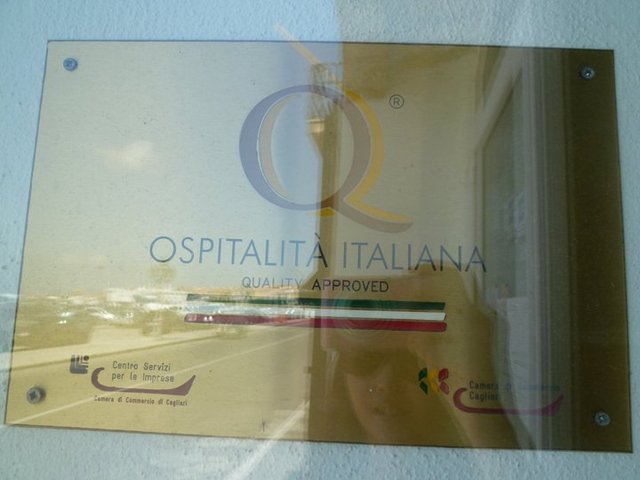 Q®
OSPITALITÀ ITALIANA
QUALITY APPROVED
Centro Servizi
per le Imprese
Camera di Commercio di Cagliari
Camera di Commercio
Cagliari